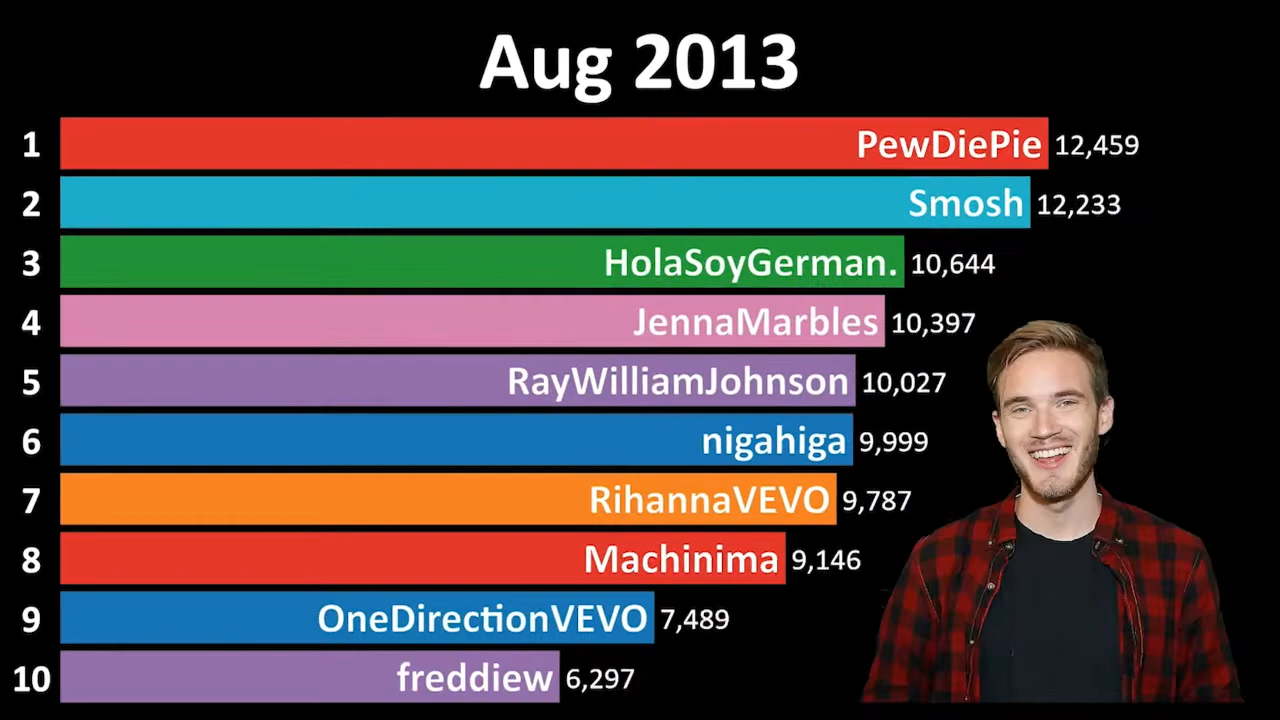 Aug 2013
1 PewDiePie 12,459
2 Smosh 12,233
3 HolaSoyGerman. 10,644
4 JennaMarbles 10,397
5 RayWilliamJohnson 10,027
6 nigahiga 9,999
7 RihannaVEVO 9,787
8 Machinima 9,146
9 OneDirectionVEVO 7,489
10 freddiew 6,297